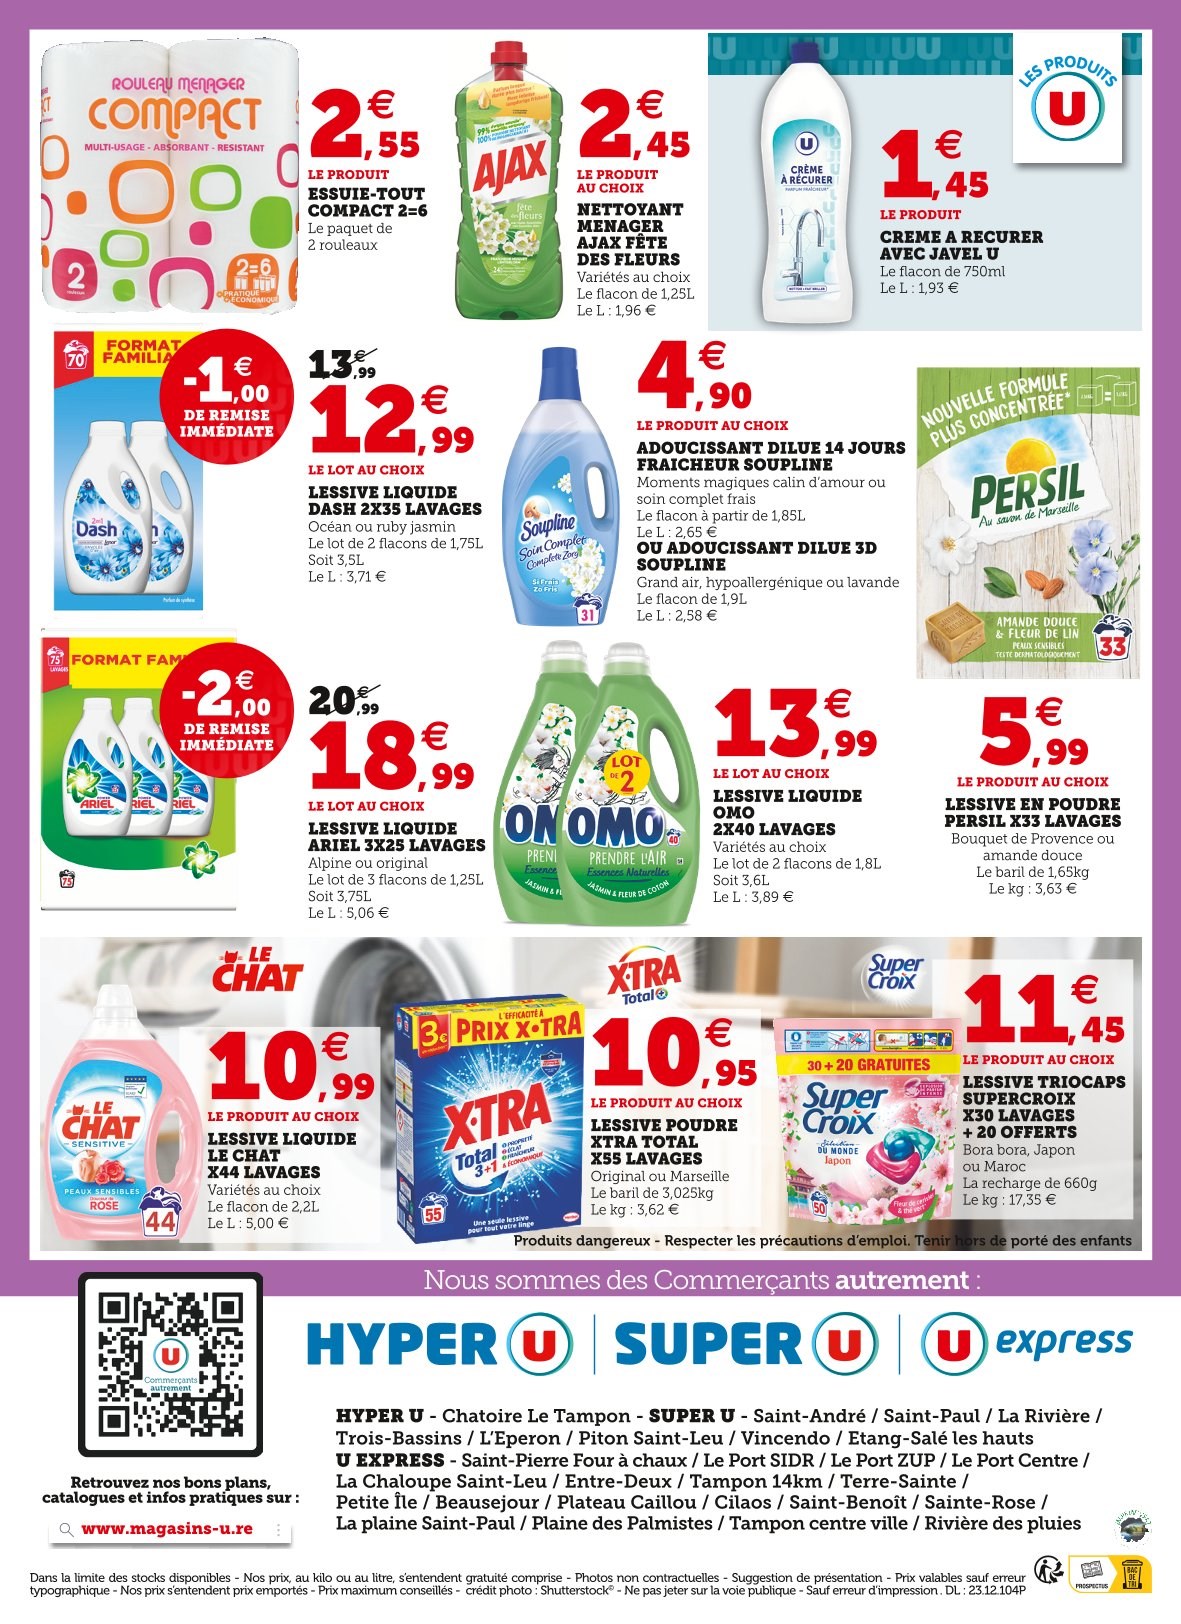 ROULEAU MENAGER
COMPACT
MULTI-USAGE - ABSORBANT - RESISTANT
2
2=6
PRATIQUE
ÉCONOMIQUE
2,55 €
LE PRODUIT
ESSUIE-TOUT
COMPACT 2=6
Le paquet de
2 rouleaux
AJAX
fête
des fleurs
2,45 €
LE PRODUIT
AU CHOIX
NETTOYANT
MENAGER
AJAX FÊTE
DES FLEURS
Variétés au choix
Le flacon de 1,25L
Le L : 1,96 €
U
CRÈME
À RÉCURER
LES PRODUITS
U
1,45 €
LE PRODUIT
CREME A RECURER
AVEC JAVEL U
Le flacon de 750ml
Le L : 1,93 €
70
FORMAT
FAMILIA
2en1
Dash
-1,00 €
DE REMISE
IMMÉDIATE
13,99 €
12,99 €
LE LOT AU CHOIX
LESSIVE LIQUIDE
DASH 2X35 LAVAGES
Océan ou ruby jasmin
Le lot de 2 flacons de 1,75L
Soit 3,5L
Le L : 3,71 €
Soupline
Soin Complet
Complete Zorg
31
4,90 €
LE PRODUIT AU CHOIX
ADOUCISSANT DILUE 14 JOURS
FRAICHEUR SOUPLINE
Moments magiques calin d'amour ou
soin complet frais
Le flacon à partir de 1,85L
Le L : 2,65 €
OU ADOUCISSANT DILUE 3D
SOUPLINE
Grand air, hypoallergénique ou lavande
Le flacon de 1,9L
Le L : 2,58 €
NOUVELLE FORMULE
PLUS CONCENTRÉE*
PERSIL
Au savon de Marseille
AMANDE DOUCE
& FLEUR DE LIN
PEAUX SENSIBLES
TESTÉ DERMATOLOGIQUEMENT
33
5,99 €
LE PRODUIT AU CHOIX
LESSIVE EN POUDRE
PERSIL X33 LAVAGES
Bouquet de Provence ou
amande douce
Le baril de 1,65kg
Le kg : 3,63 €
75
LAVAGES
FORMAT FAMI
ARIEL
ARIEL
ARIEL
75
-2,00 €
DE REMISE
IMMÉDIATE
20,99 €
18,99 €
LE LOT AU CHOIX
LESSIVE LIQUIDE
ARIEL 3X25 LAVAGES
Alpine ou original
Le lot de 3 flacons de 1,25L
Soit 3,75L
Le L : 5,06 €
LOT
DE 2
OMO
40
PRENDRE L'AIR
Essences Naturelles
JASMIN & FLEUR DE COTON
13,99 €
LE LOT AU CHOIX
LESSIVE LIQUIDE
OMO
2X40 LAVAGES
Variétés au choix
Le lot de 2 flacons de 1,8L
Soit 3,6L
Le L : 3,89 €
LE CHAT
LE
CHAT
SENSITIVE
PEAUX SENSIBLES
ROSE
44
10,99 €
LE PRODUIT AU CHOIX
LESSIVE LIQUIDE
LE CHAT
X44 LAVAGES
Variétés au choix
Le flacon de 2,2L
Le L : 5,00 €
X•TRA
Total+
L'EFFICACITÉ À
3€
PRIX X•TRA
X•TRA
Total 3+1
PROPRETÉ
ÉCLAT
FRAÎCHEUR
& ÉCONOMIQUE
55
Une seule lessive
pour tout votre linge
10,95 €
LE PRODUIT AU CHOIX
LESSIVE POUDRE
XTRA TOTAL
X55 LAVAGES
Original ou Marseille
Le baril de 3,025kg
Le kg : 3,62 €
Super
Croix
30 + 20 GRATUITES
Super
Croix
Sélection
DU MONDE
Japon
50
11,45 €
LE PRODUIT AU CHOIX
LESSIVE TRIOCAPS
SUPERCROIX
X30 LAVAGES
+ 20 OFFERTS
Bora bora, Japon
ou Maroc
La recharge de 660g
Le kg : 17,35 €
Produits dangereux - Respecter les précautions d'emploi. Tenir hors de porté des enfants
Nous sommes des Commerçants autrement :
U
Commerçants
autrement
Retrouvez nos bons plans,
catalogues et infos pratiques sur :
www.magasins-u.re
HYPER U | SUPER U | U express
HYPER U - Chatoire Le Tampon - SUPER U - Saint-André / Saint-Paul / La Rivière /
Trois-Bassins / L'Eperon / Piton Saint-Leu / Vincendo / Etang-Salé les hauts
U EXPRESS - Saint-Pierre Four à chaux / Le Port SIDR / Le Port ZUP / Le Port Centre /
La Chaloupe Saint-Leu / Entre-Deux / Tampon 14km / Terre-Sainte /
Petite Île / Beausejour / Plateau Caillou / Cilaos / Saint-Benoît / Sainte-Rose /
La plaine Saint-Paul / Plaine des Palmistes / Tampon centre ville / Rivière des pluies
Dans la limite des stocks disponibles - Nos prix, au kilo ou au litre, s'entendent gratuité comprise - Photos non contractuelles - Suggestion de présentation - Prix valables sauf erreur
typographique - Nos prix s'entendent prix emportés - Prix maximum conseillés - crédit photo : Shutterstock® - Ne pas jeter sur la voie publique - Sauf erreur d'impression . DL : 23.12.104P
PROSPECTUS
BAC
DE TRI